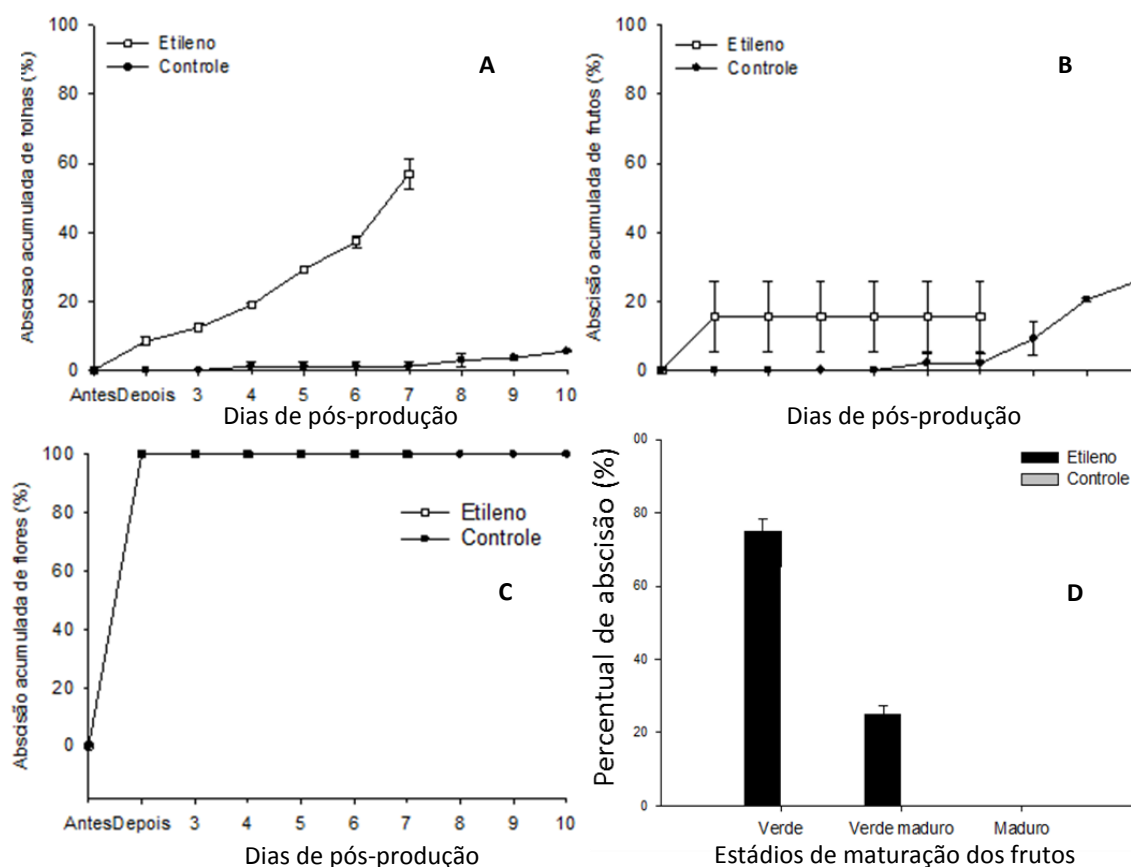 Abscisão acumulada de folhas (%)
100
80
60
40
20
0
Etileno
Controle
A
Antes Depois 3 4 5 6 7 8 9 10
Dias de pós-produção
Abscisão acumulada de frutos (%)
100
80
60
40
20
0
Etileno
Controle
B
Dias de pós-produção
Abscisão acumulada de flores (%)
100
80
60
40
20
0
Etileno
Controle
C
Antes Depois 3 4 5 6 7 8 9 10
Dias de pós-produção
Percentual de abscisão (%)
00
80
60
40
20
0
Etileno
Controle
D
Verde Verde maduro Maduro
Estádios de maturação dos frutos